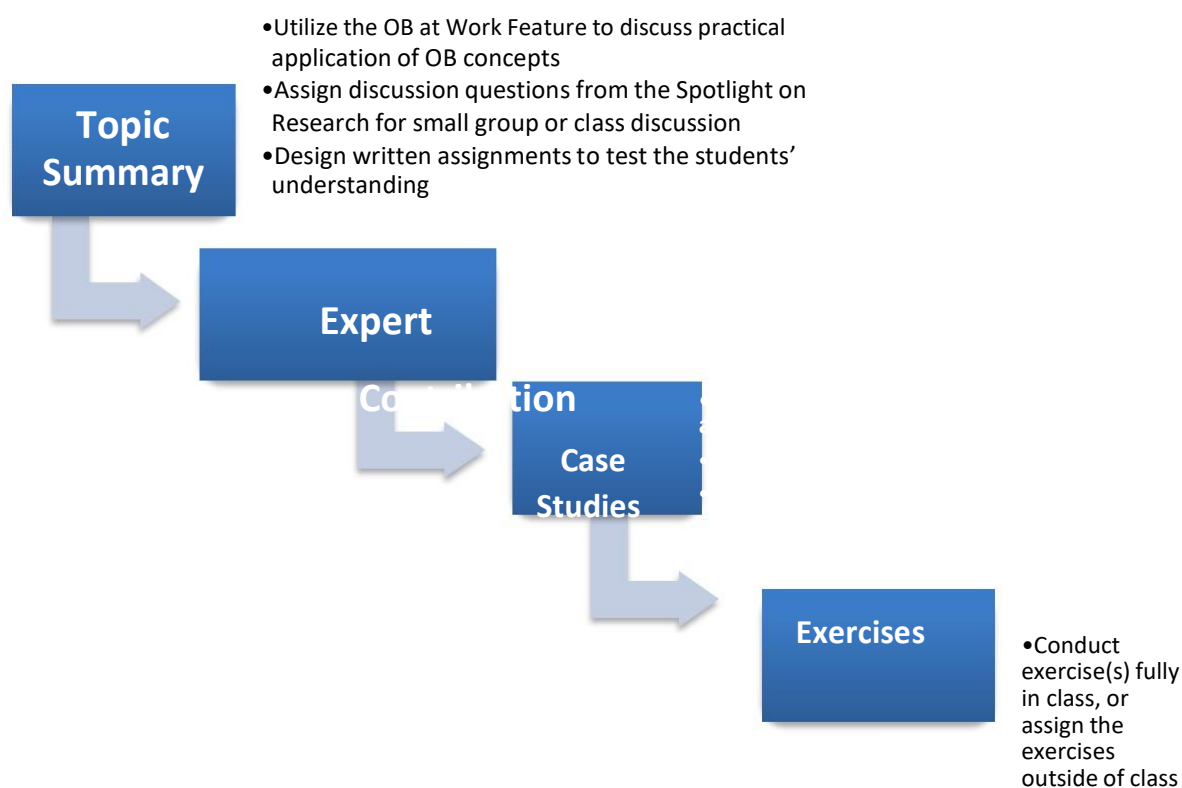 •Utilize the OB at Work Feature to discuss practical
application of OB concepts
•Assign discussion questions from the Spotlight on
Research for small group or class discussion
•Design written assignments to test the students’
understanding
Topic
Summary
Expert
Case
Studies
Exercises
•Conduct
exercise(s) fully
in class, or
assign the
exercises
outside of class